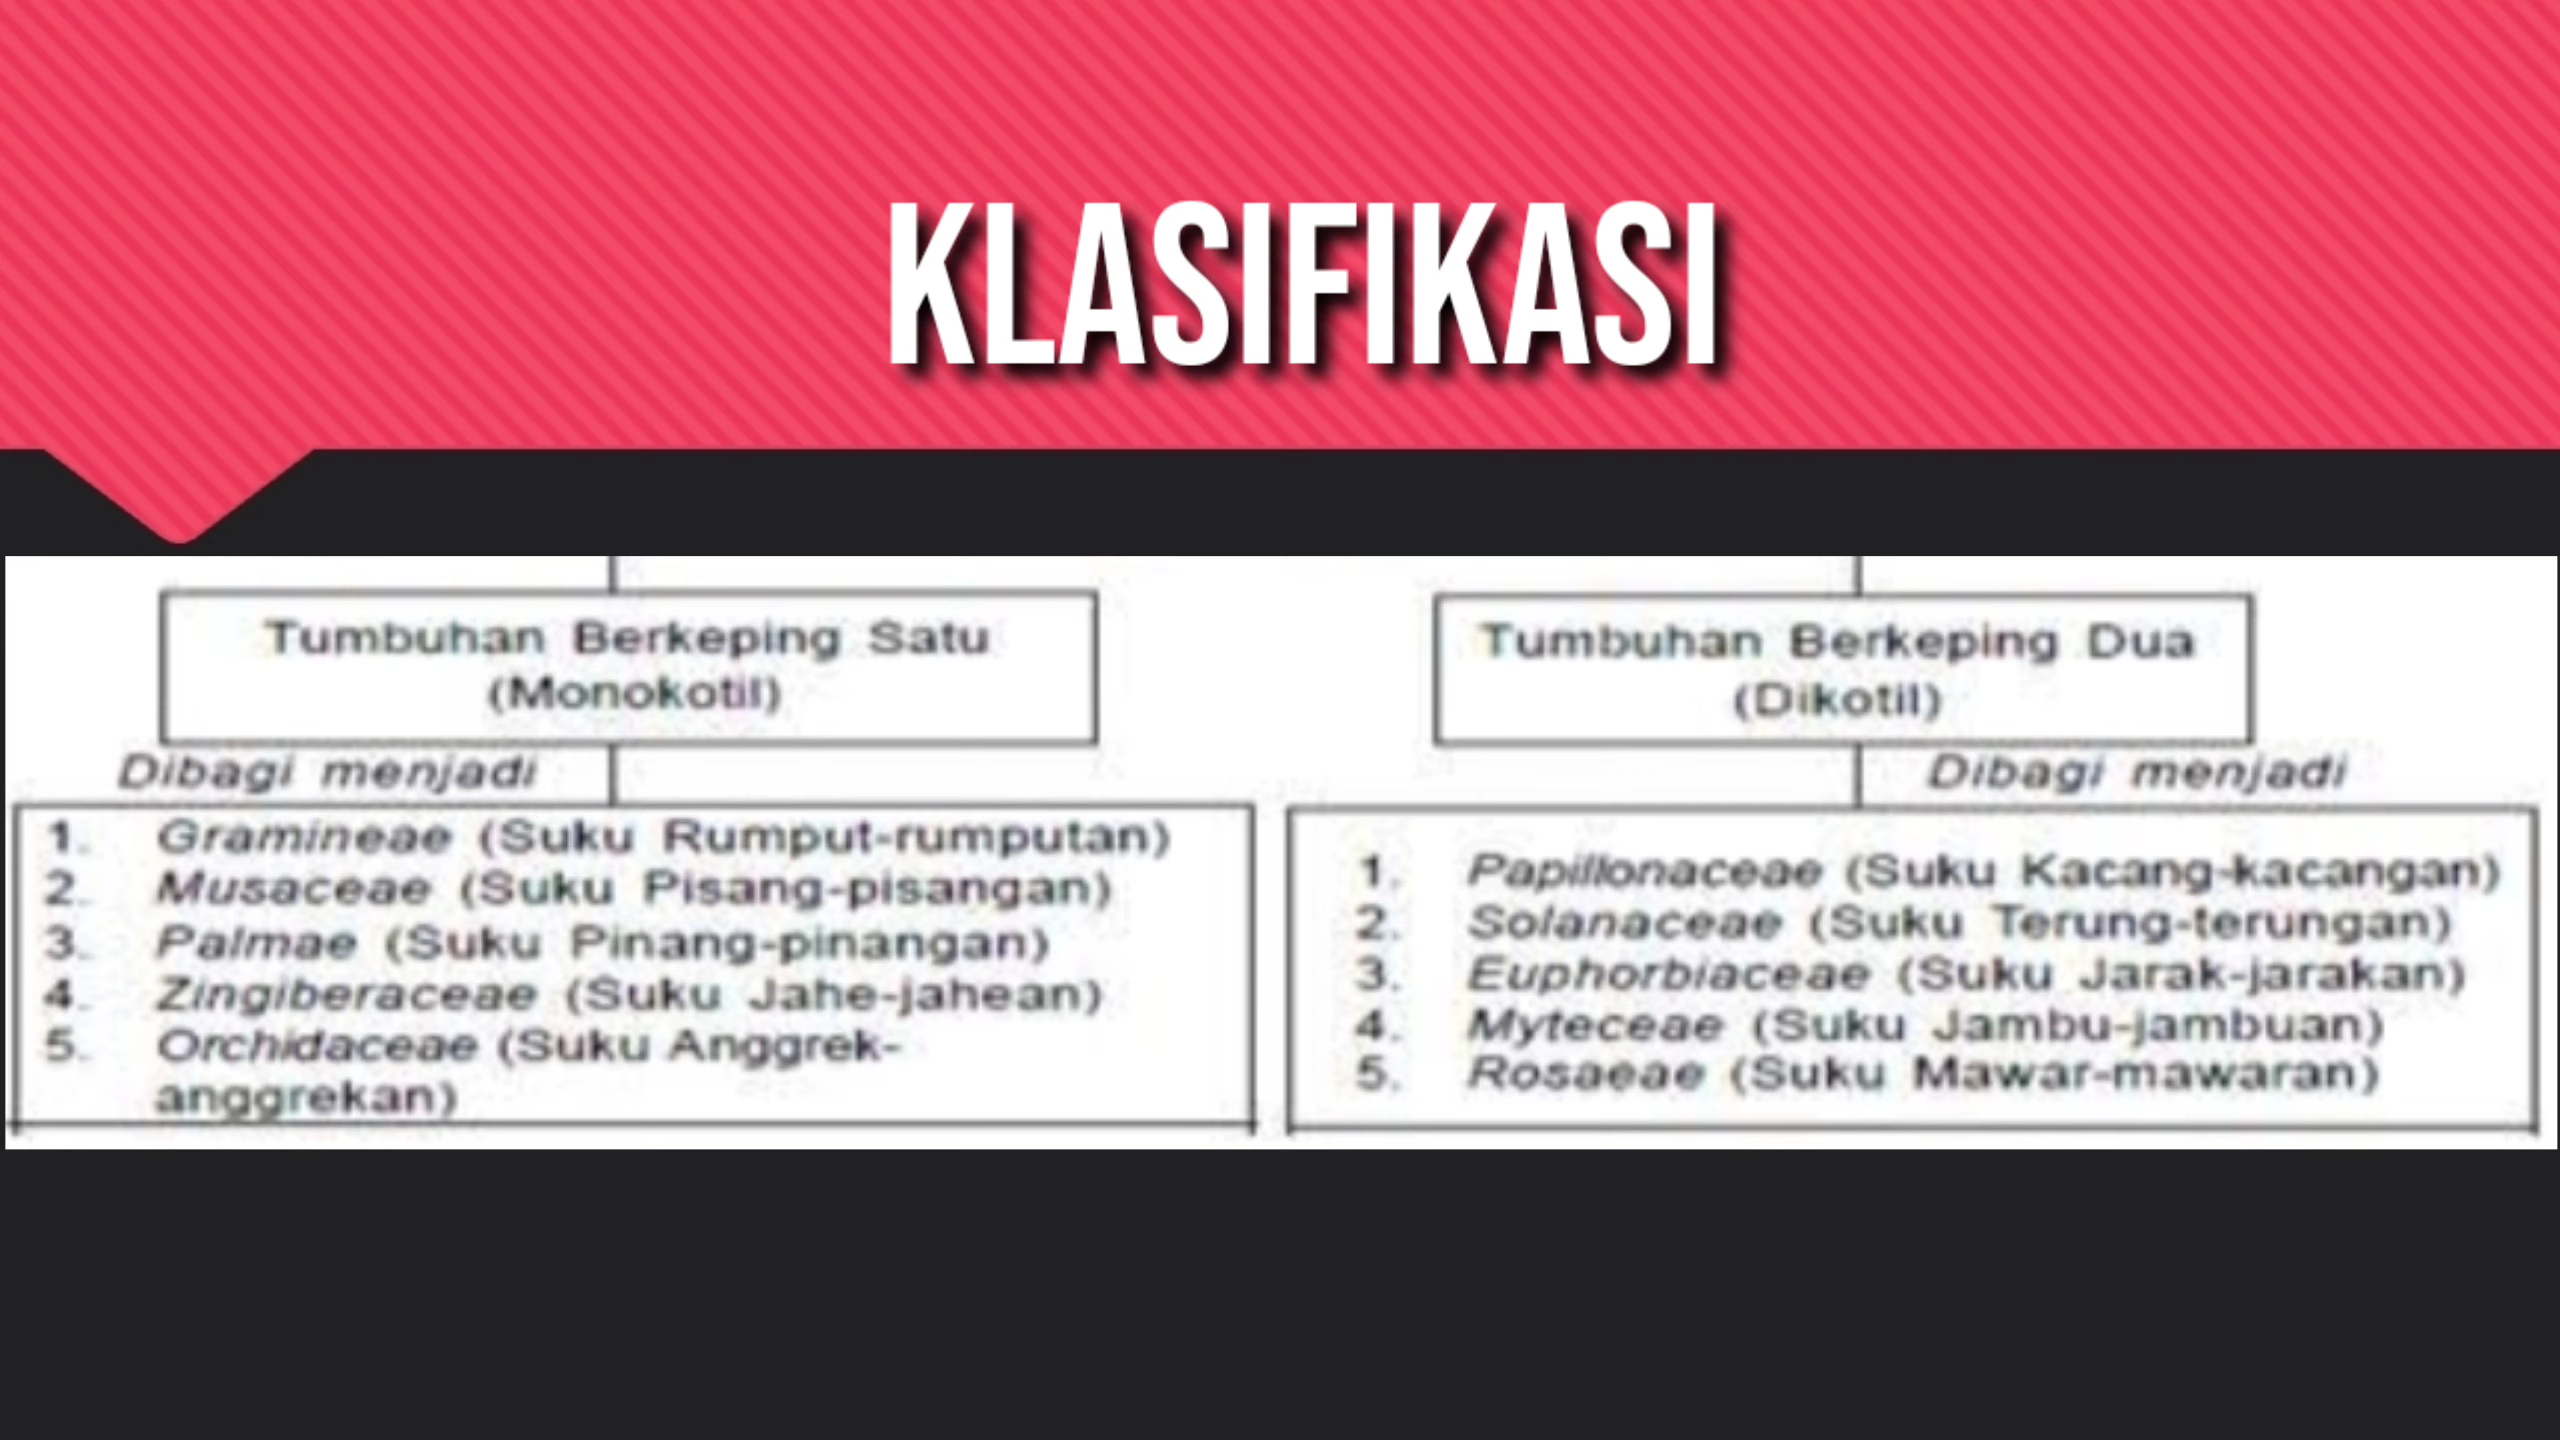 KLASIFIKASI
Tumbuhan Berkeping Satu
(Monokotil)
Dibagi menjadi
1. Gramineae (Suku Rumput-rumputan)
2. Musaceae (Suku Pisang-pisangan)
3. Palmae (Suku Pinang-pinangan)
4. Zingiberaceae (Suku Jahe-jahean)
5. Orchidaceae (Suku Anggrek-
anggrekan)
Tumbuhan Berkeping Dua
(Dikotil)
Dibagi menjadi
1. Papillonaceae (Suku Kacang-kacangan)
2. Solanaceae (Suku Terung-terungan)
3. Euphorbiaceae (Suku Jarak-jarakan)
4. Myteceae (Suku Jambu-jambuan)
5. Rosaeae (Suku Mawar-mawaran)